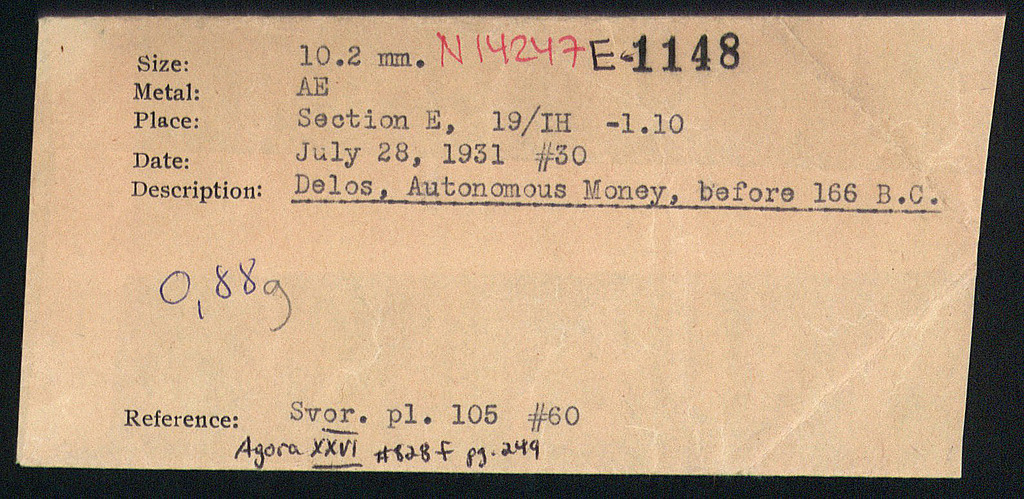 Size: 10.2 mm. N14247 E-1148
Metal: AE
Place: Section E, 19/IH -1.10
Date: July 28, 1931 #30
Description: Delos, Autonomous Money, before 166 B.C.
0,88g
Reference: Svor. pl. 105 #60
Agora XXVI #828f pg. 249